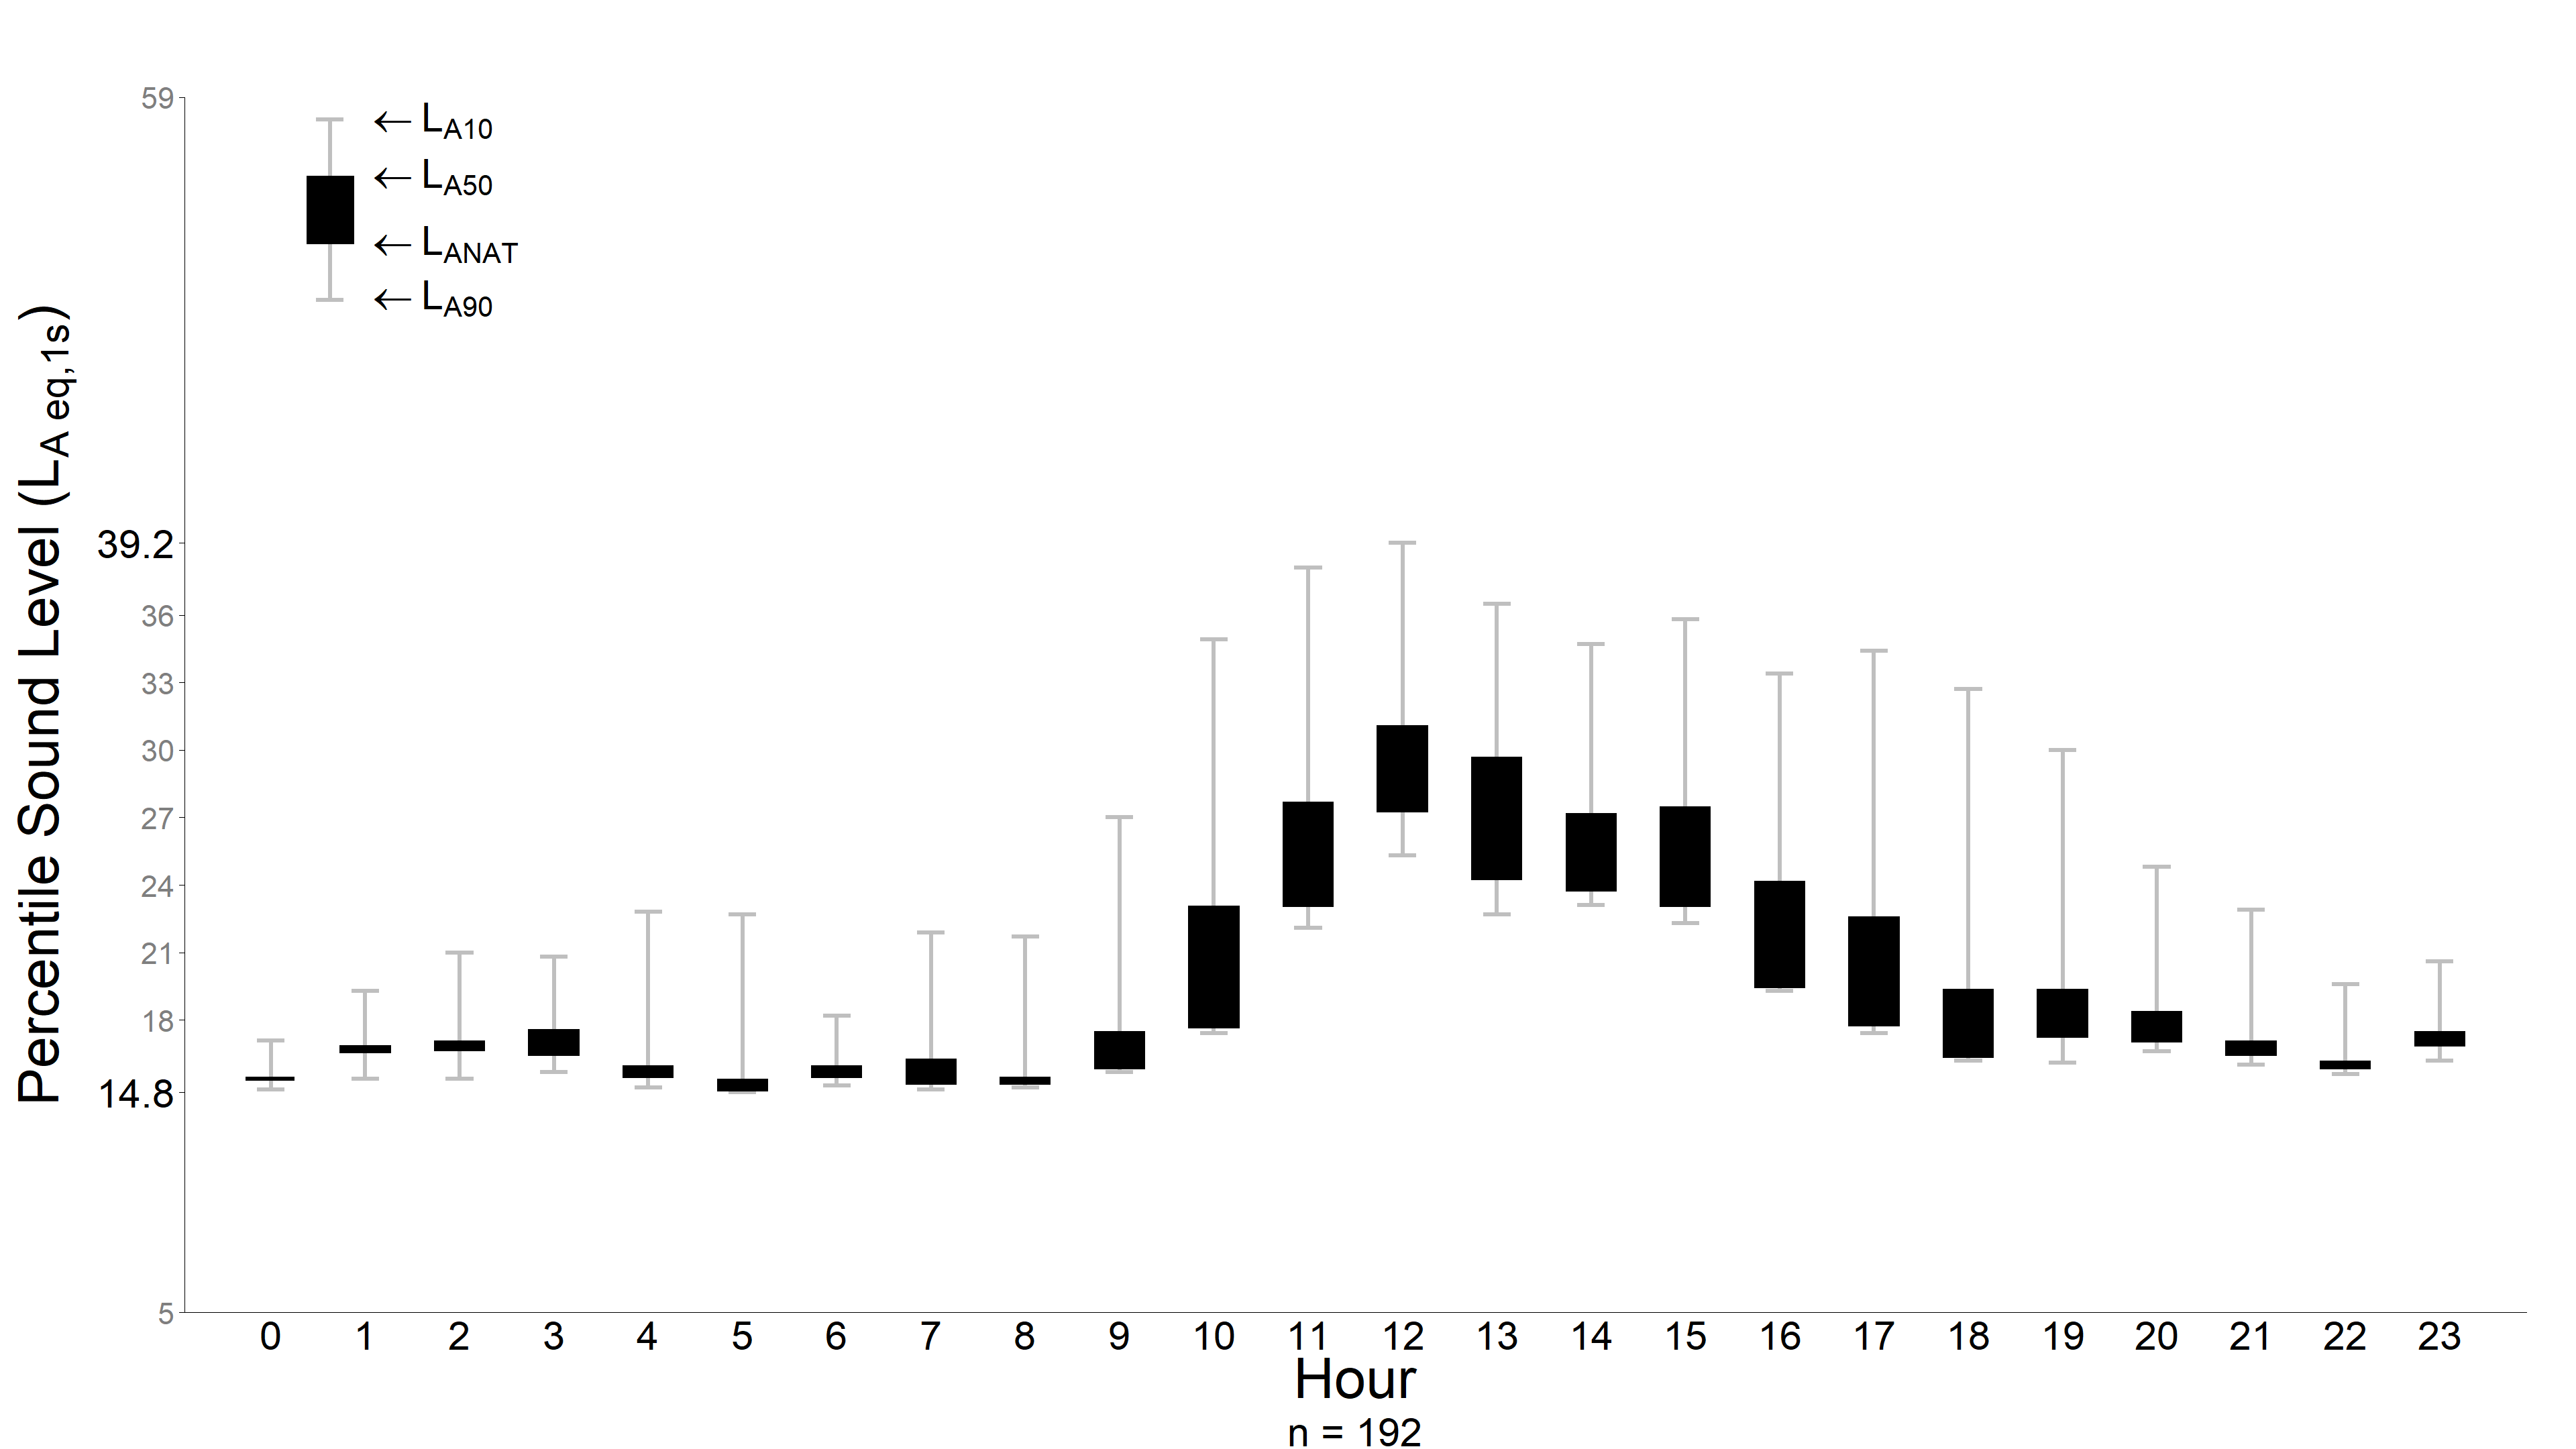 59
← LA10
← LA50
← LANAT
← LA90
Percentile Sound Level (LA eq,1s)
39.2
36
33
30
27
24
21
18
14.8
5
0 1 2 3 4 5 6 7 8 9 10 11 12 13 14 15 16 17 18 19 20 21 22 23
Hour
n = 192